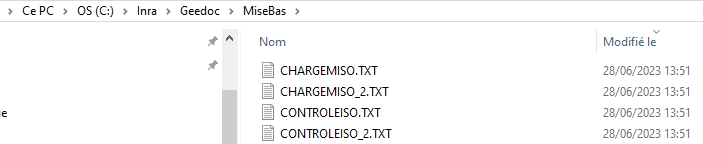 Ce PC > OS (C:) > Inra > Geedoc > MiseBas >
Nom Modifié le
CHARGEMISO.TXT 28/06/2023 13:51
CHARGEMISO_2.TXT 28/06/2023 13:51
CONTROLEISO.TXT 28/06/2023 13:51
CONTROLEISO_2.TXT 28/06/2023 13:51